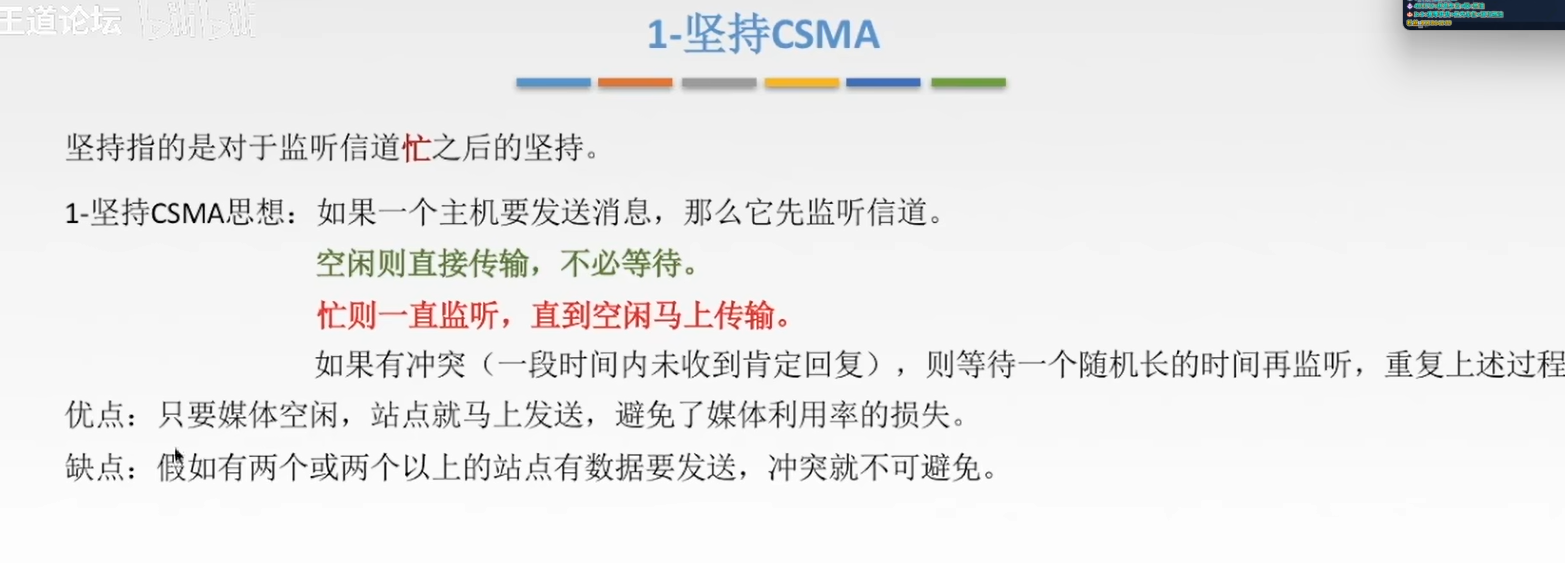 王道论坛 bilibili
1-坚持CSMA
坚持指的是对于监听信道忙之后的坚持。
1-坚持CSMA思想：如果一个主机要发送消息，那么它先监听信道。
空闲则直接传输，不必等待。
忙则一直监听，直到空闲马上传输。
如果有冲突（一段时间内未收到肯定回复），则等待一个随机长的时间再监听，重复上述过程
优点：只要媒体空闲，站点就马上发送，避免了媒体利用率的损失。
缺点：假如有两个或两个以上的站点有数据要发送，冲突就不可避免。